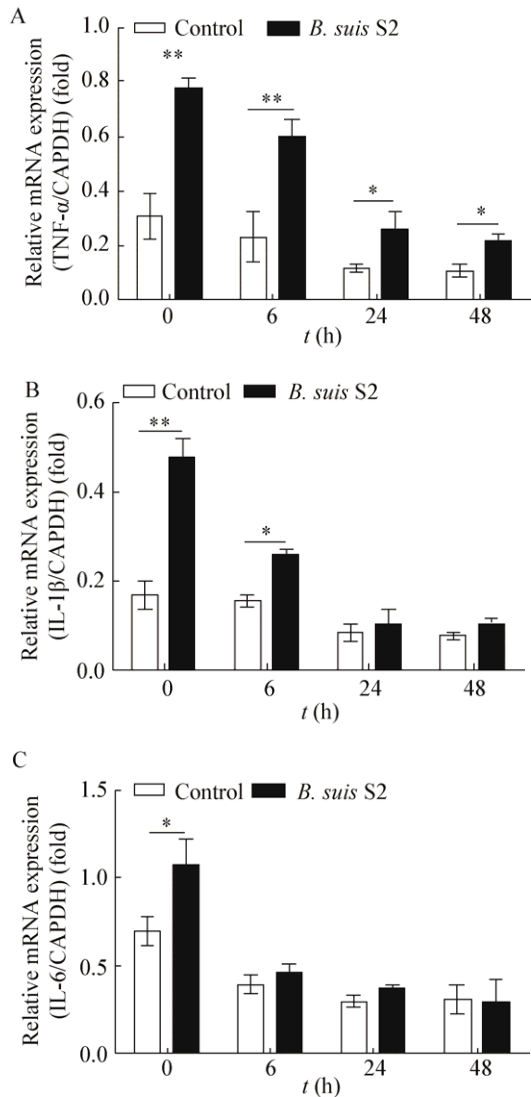 A
Control B. suis S2
Relative mRNA expression
(TNF-α/CAPDH) (fold)
1.0
0.8
0.6
0.4
0.2
0.0
**
**
*
*
0 6 24 48
t (h)
B
Control B. suis S2
Relative mRNA expression
(IL-1β/CAPDH) (fold)
0.6
0.4
0.2
0.0
**
*
0 6 24 48
t (h)
C
Control B. suis S2
Relative mRNA expression
(IL-6/CAPDH) (fold)
1.5
1.0
0.5
0.0
*
0 6 24 48
t (h)